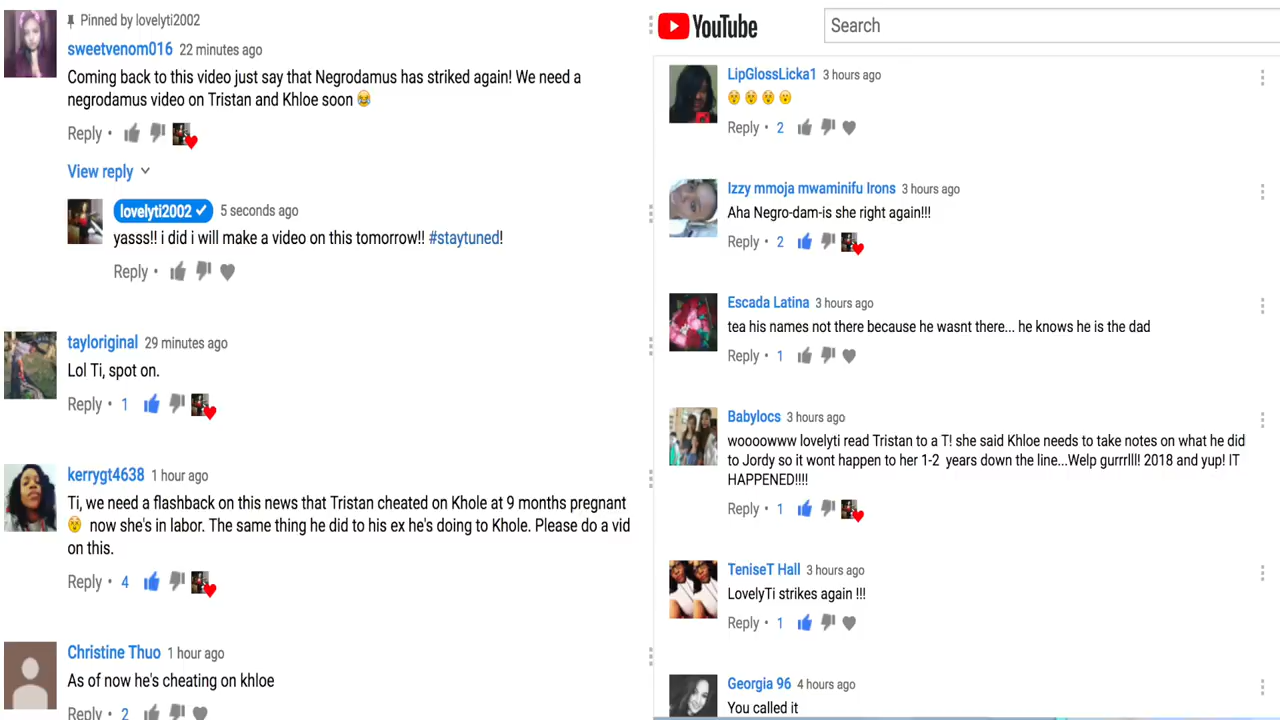 Pinned by lovelyti2002
sweetvenom016 22 minutes ago
Coming back to this video just say that Negrodamus has striked again! We need a
negrodamus video on Tristan and Khloe soon 😂
Reply •
View reply
lovelyti2002 ✓ 5 seconds ago
yasss!! i did i will make a video on this tomorrow!! #staytuned!
Reply •
tayloriginal 29 minutes ago
Lol Ti, spot on.
Reply • 1
kerrygt4638 1 hour ago
Ti, we need a flashback on this news that Tristan cheated on Khole at 9 months pregnant
😲 now she's in labor. The same thing he did to his ex he's doing to Khole. Please do a vid
on this.
Reply • 4
Christine Thuo 1 hour ago
As of now he's cheating on khloe
Reply • 2
YouTube
Search
LipGlossLicka1 3 hours ago
😲 😲 😲 😲
Reply • 2
Izzy mmoja mwaminifu Irons 3 hours ago
Aha Negro-dam-is she right again!!!
Reply • 2
Escada Latina 3 hours ago
tea his names not there because he wasnt there... he knows he is the dad
Reply • 1
Babylocs 3 hours ago
woooowww lovelyti read Tristan to a T! she said Khloe needs to take notes on what he did
to Jordy so it wont happen to her 1-2 years down the line...Welp gurrrlll! 2018 and yup! IT
HAPPENED!!!!
Reply • 1
TeniseT Hall 3 hours ago
LovelyTi strikes again !!!
Reply • 1
Georgia 96 4 hours ago
You called it